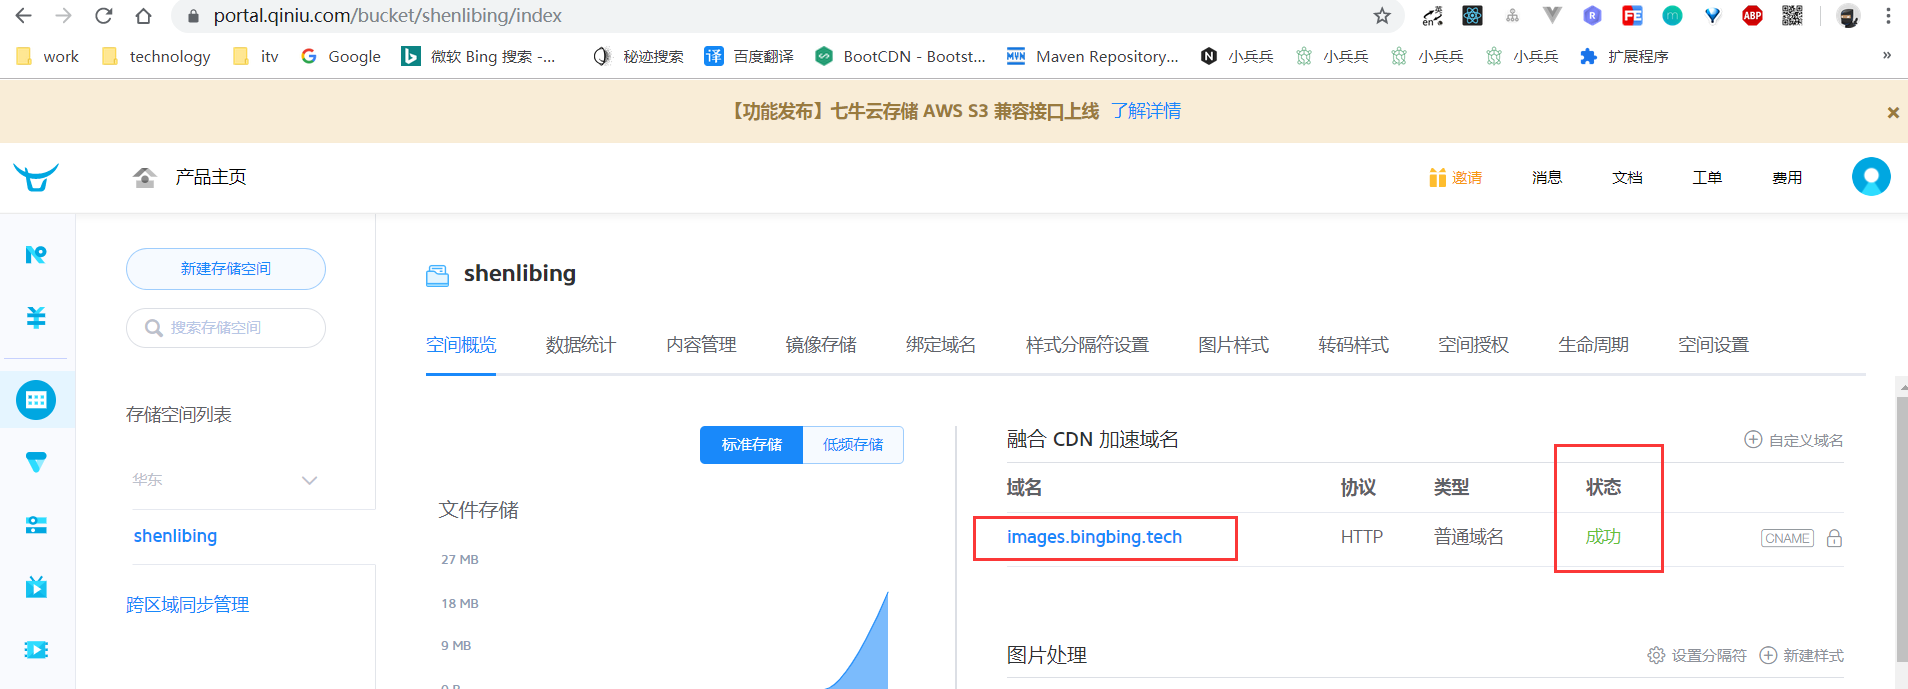 portal.qiniu.com/bucket/shenlibing/index
work technology itv Google 微软 Bing 搜索 -... 秘迹搜索 译 百度翻译 BootCDN - Bootst... MVN Maven Repository... N 小兵兵 小兵兵 小兵兵 小兵兵 扩展程序 »
【功能发布】七牛云存储 AWS S3 兼容接口上线 了解详情 ×
产品主页 邀请 消息 文档 工单 费用
新建存储空间
搜索存储空间
存储空间列表
华东
shenlibing
跨区域同步管理
shenlibing
空间概览 数据统计 内容管理 镜像存储 绑定域名 样式分隔符设置 图片样式 转码样式 空间授权 生命周期 空间设置
标准存储 低频存储
文件存储
27 MB
18 MB
9 MB
0 B
融合 CDN 加速域名 自定义域名
域名 协议 类型 状态
images.bingbing.tech HTTP 普通域名 成功 CNAME
图片处理 设置分隔符 新建样式